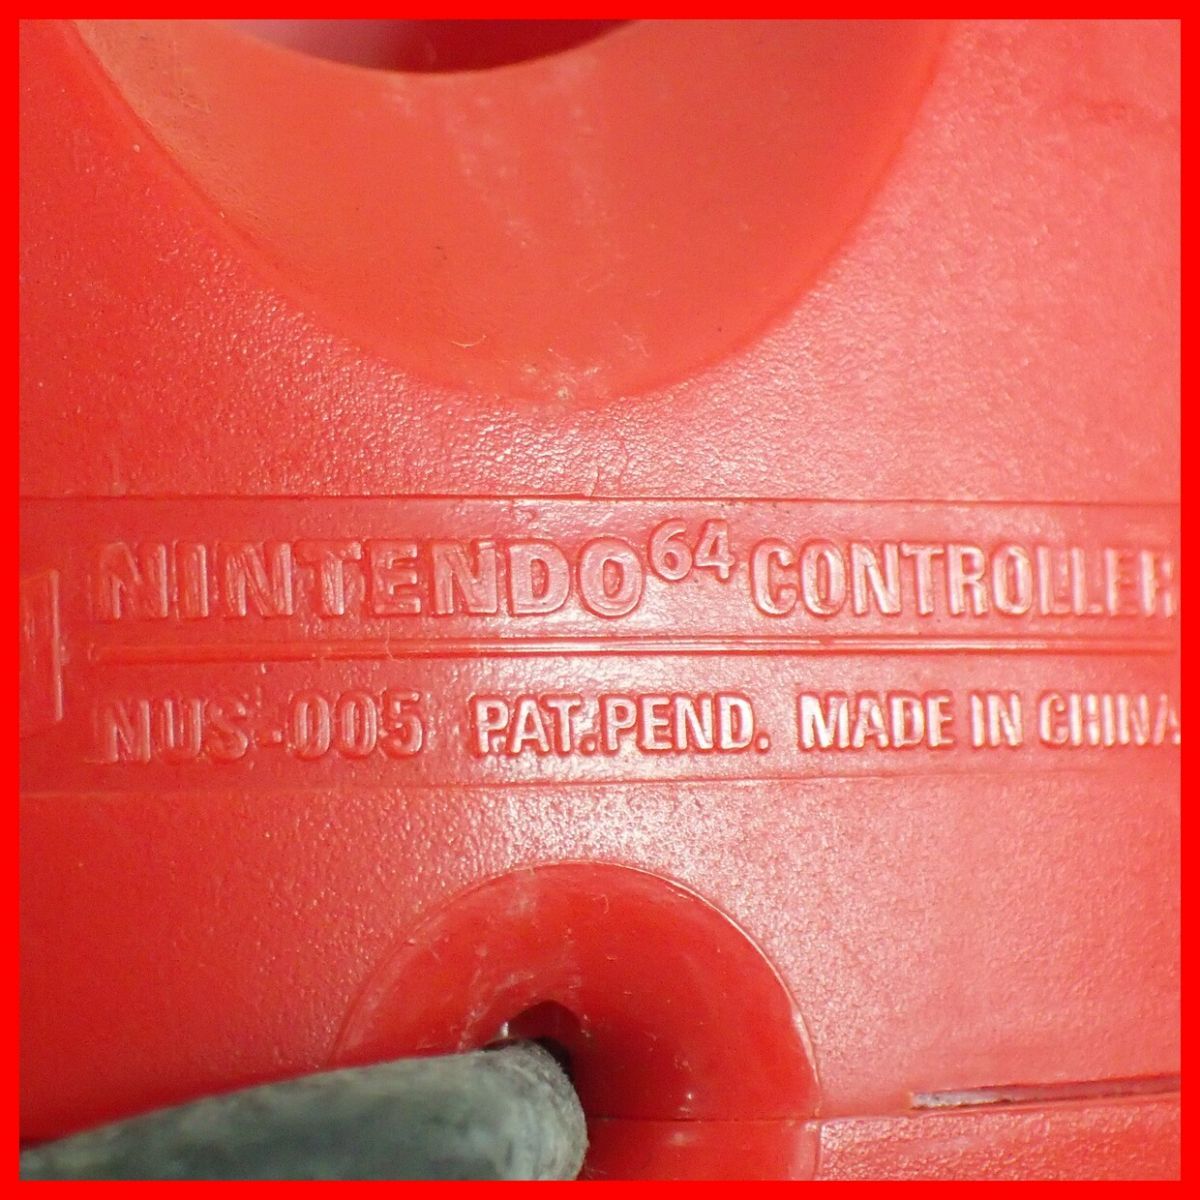 NINTENDO64 CONTROLLER
NUS-005 PAT.PEND. MADE IN CHINA